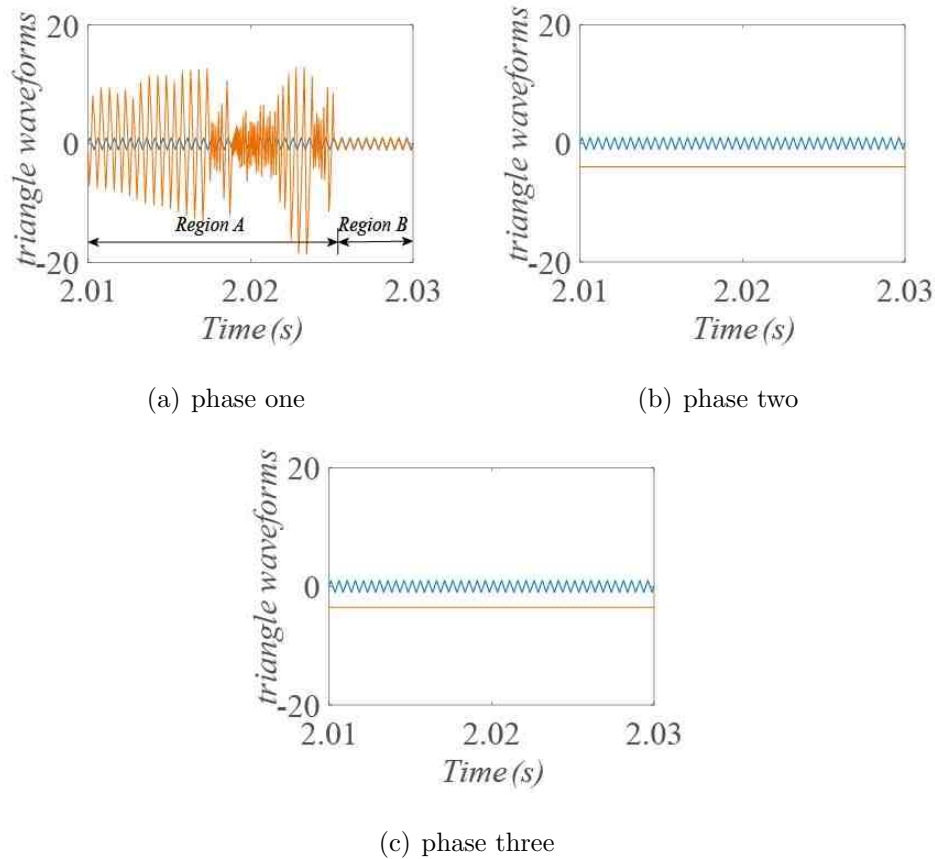 20
0
-20
triangle waveforms
Region A
Region B
2.01
2.02
2.03
Time(s)
(a) phase one
20
0
-20
triangle waveforms
2.01
2.02
2.03
Time(s)
(b) phase two
20
0
-20
triangle waveforms
2.01
2.02
2.03
Time(s)
(c) phase three